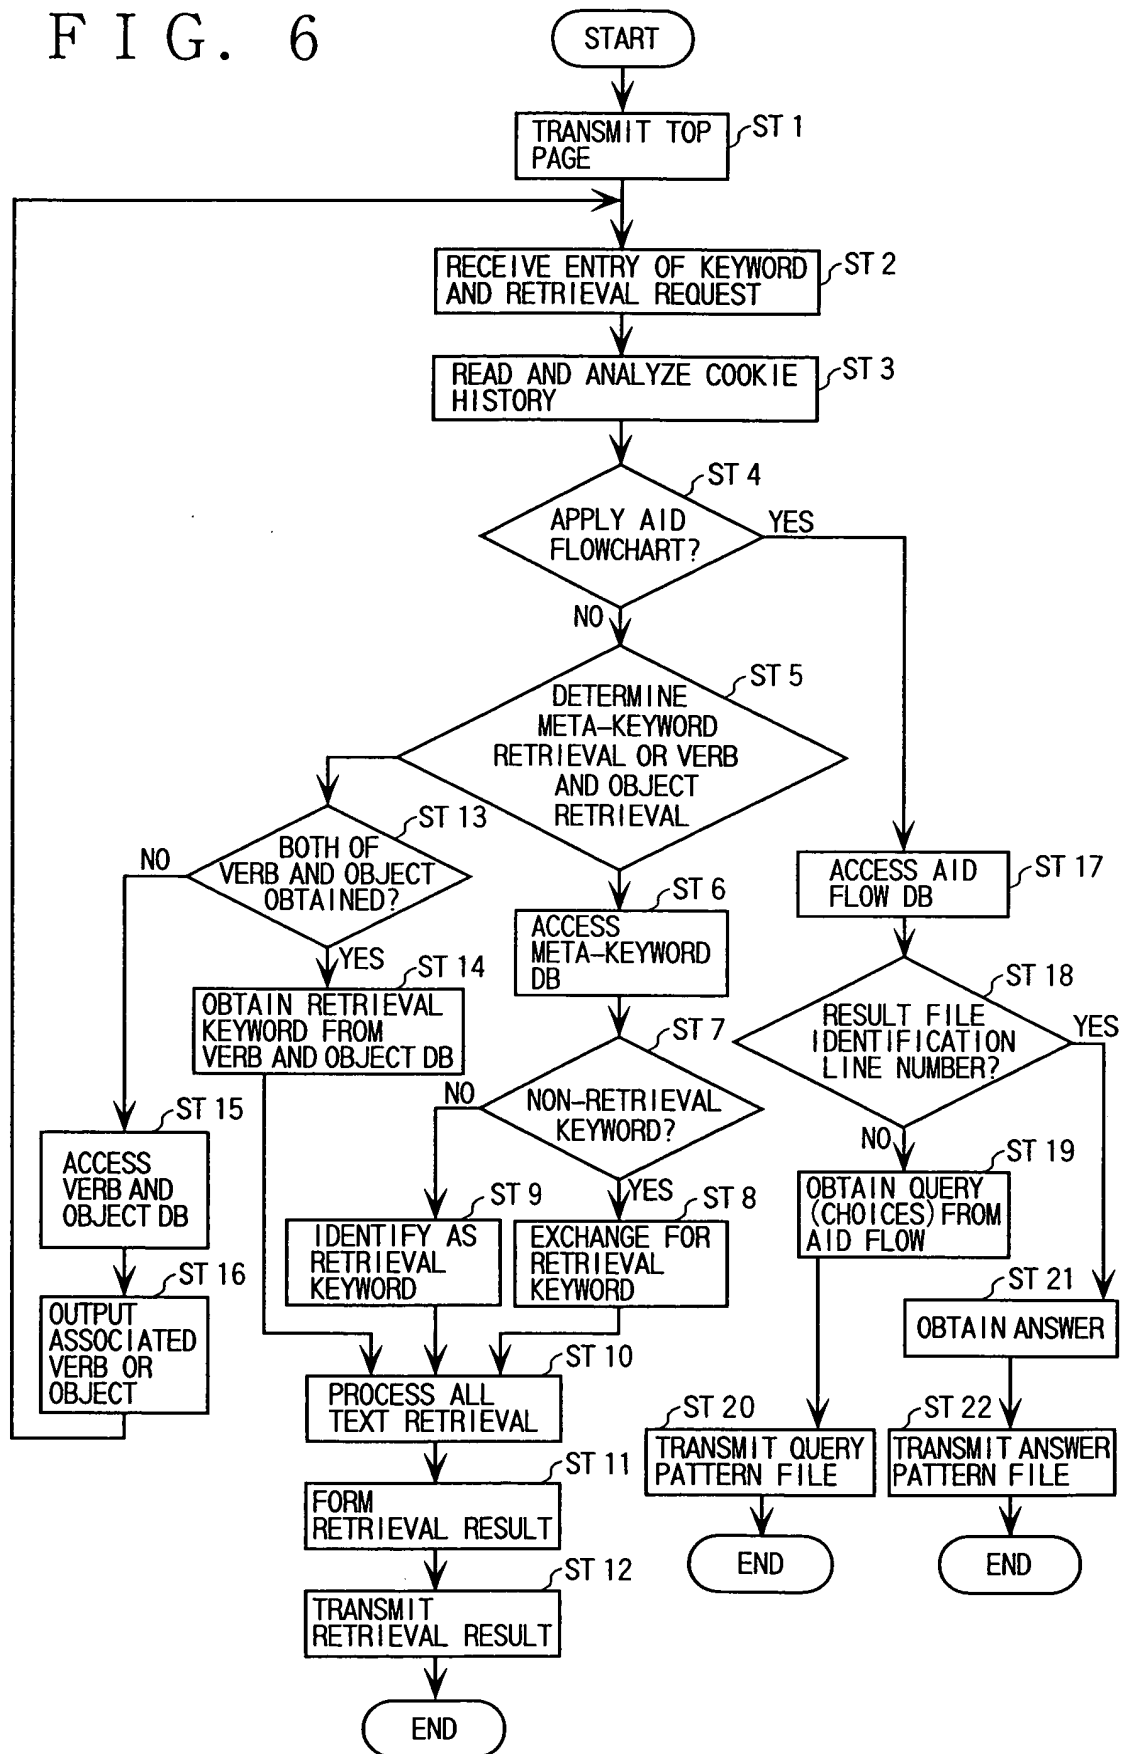 FIG. 6
START
ST 1
TRANSMIT TOP
PAGE
ST 2
RECEIVE ENTRY OF KEYWORD
AND RETRIEVAL REQUEST
ST 3
READ AND ANALYZE COOKIE
HISTORY
ST 4
APPLY AID
FLOWCHART?
YES
NO
ST 5
DETERMINE
META-KEYWORD
RETRIEVAL OR VERB
AND OBJECT
RETRIEVAL
ST 13
BOTH OF
VERB AND OBJECT
OBTAINED?
NO
YES
ST 14
OBTAIN RETRIEVAL
KEYWORD FROM
VERB AND OBJECT DB
ST 15
ACCESS
VERB AND
OBJECT DB
ST 16
OUTPUT
ASSOCIATED
VERB OR
OBJECT
ST 6
ACCESS
META-KEYWORD
DB
ST 7
NON-RETRIEVAL
KEYWORD?
NO
YES
ST 9
IDENTIFY AS
RETRIEVAL
KEYWORD
ST 8
EXCHANGE FOR
RETRIEVAL
KEYWORD
ST 10
PROCESS ALL
TEXT RETRIEVAL
ST 11
FORM
RETRIEVAL RESULT
ST 12
TRANSMIT
RETRIEVAL RESULT
END
ST 17
ACCESS AID
FLOW DB
ST 18
RESULT FILE
IDENTIFICATION
LINE NUMBER?
YES
NO
ST 19
OBTAIN QUERY
(CHOICES) FROM
AID FLOW
ST 20
TRANSMIT QUERY
PATTERN FILE
END
ST 21
OBTAIN ANSWER
ST 22
TRANSMIT ANSWER
PATTERN FILE
END